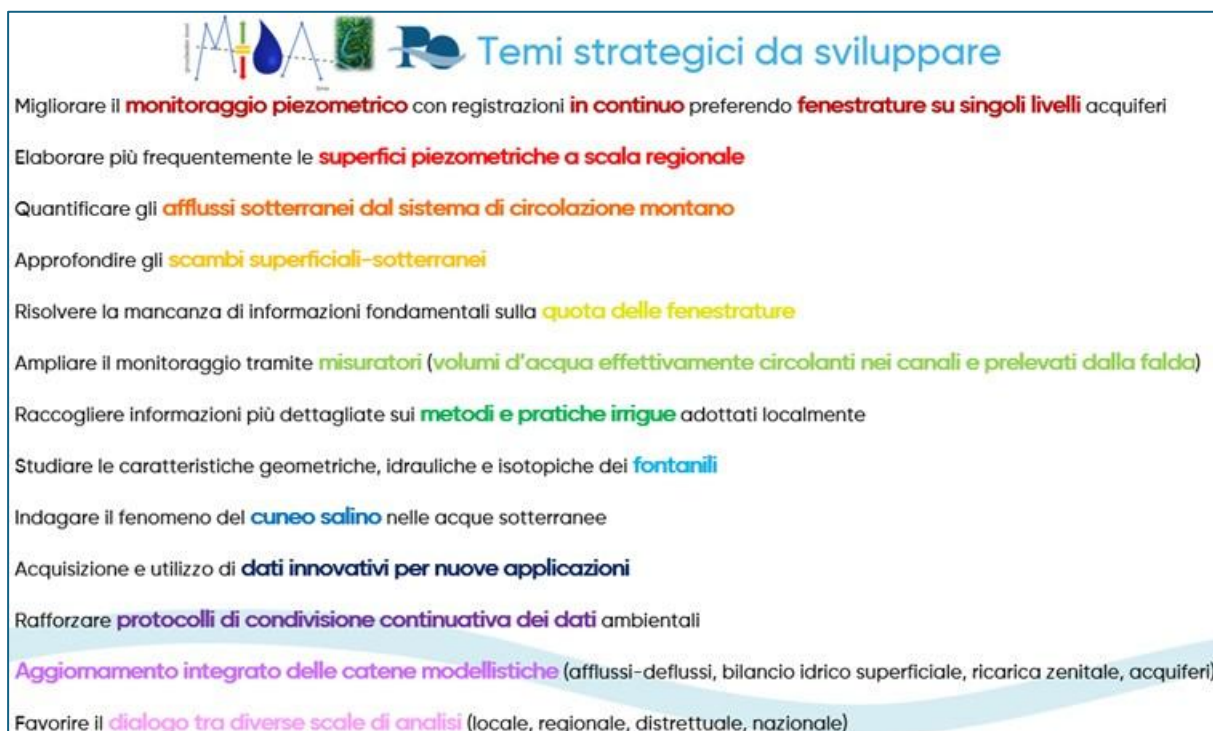 MIDAS Po Temi strategici da sviluppare
Migliorare il monitoraggio piezometrico con registrazioni in continuo preferendo fenestrature su singoli livelli acquiferi
Elaborare più frequentemente le superfici piezometriche a scala regionale
Quantificare gli afflussi sotterranei dal sistema di circolazione montano
Approfondire gli scambi superficiali-sotterranei
Risolvere la mancanza di informazioni fondamentali sulla quota delle fenestrature
Ampliare il monitoraggio tramite misuratori (volumi d'acqua effettivamente circolanti nei canali e prelevati dalla falda)
Raccogliere informazioni più dettagliate sui metodi e pratiche irrigue adottati localmente
Studiare le caratteristiche geometriche, idrauliche e isotopiche dei fontanili
Indagare il fenomeno del cuneo salino nelle acque sotterranee
Acquisizione e utilizzo di dati innovativi per nuove applicazioni
Rafforzare protocolli di condivisione continuativa dei dati ambientali
Aggiornamento integrato delle catene modellistiche (afflussi-deflussi, bilancio idrico superficiale, ricarica zenitale, acquiferi)
Favorire il dialogo tra diverse scale di analisi (locale, regionale, distrettuale, nazionale)